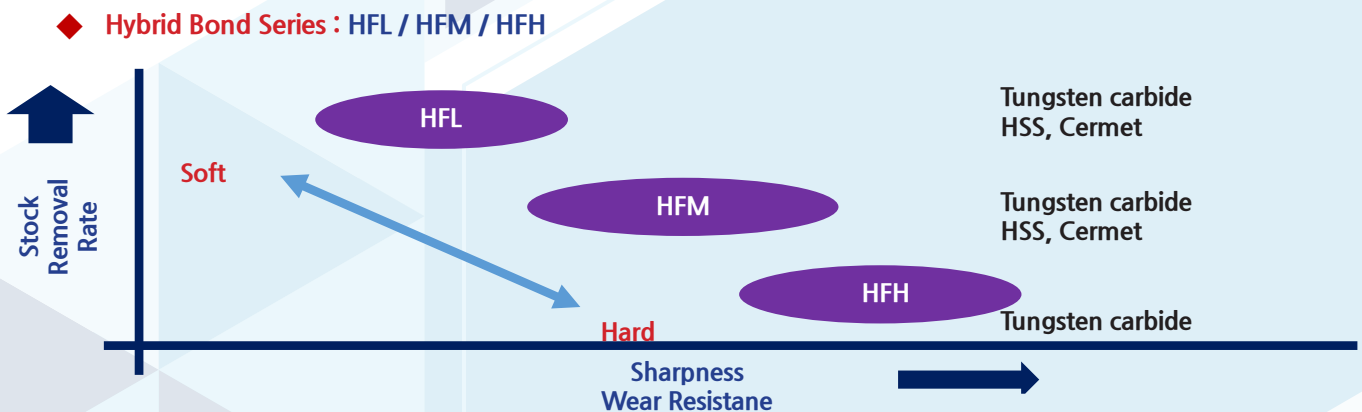 Hybrid Bond Series : HFL / HFM / HFH
HFL
Tungsten carbide
HSS, Cermet
Soft
Stock
Removal
Rate
HFM
Tungsten carbide
HSS, Cermet
HFH
Tungsten carbide
Hard
Sharpness
Wear Resistane